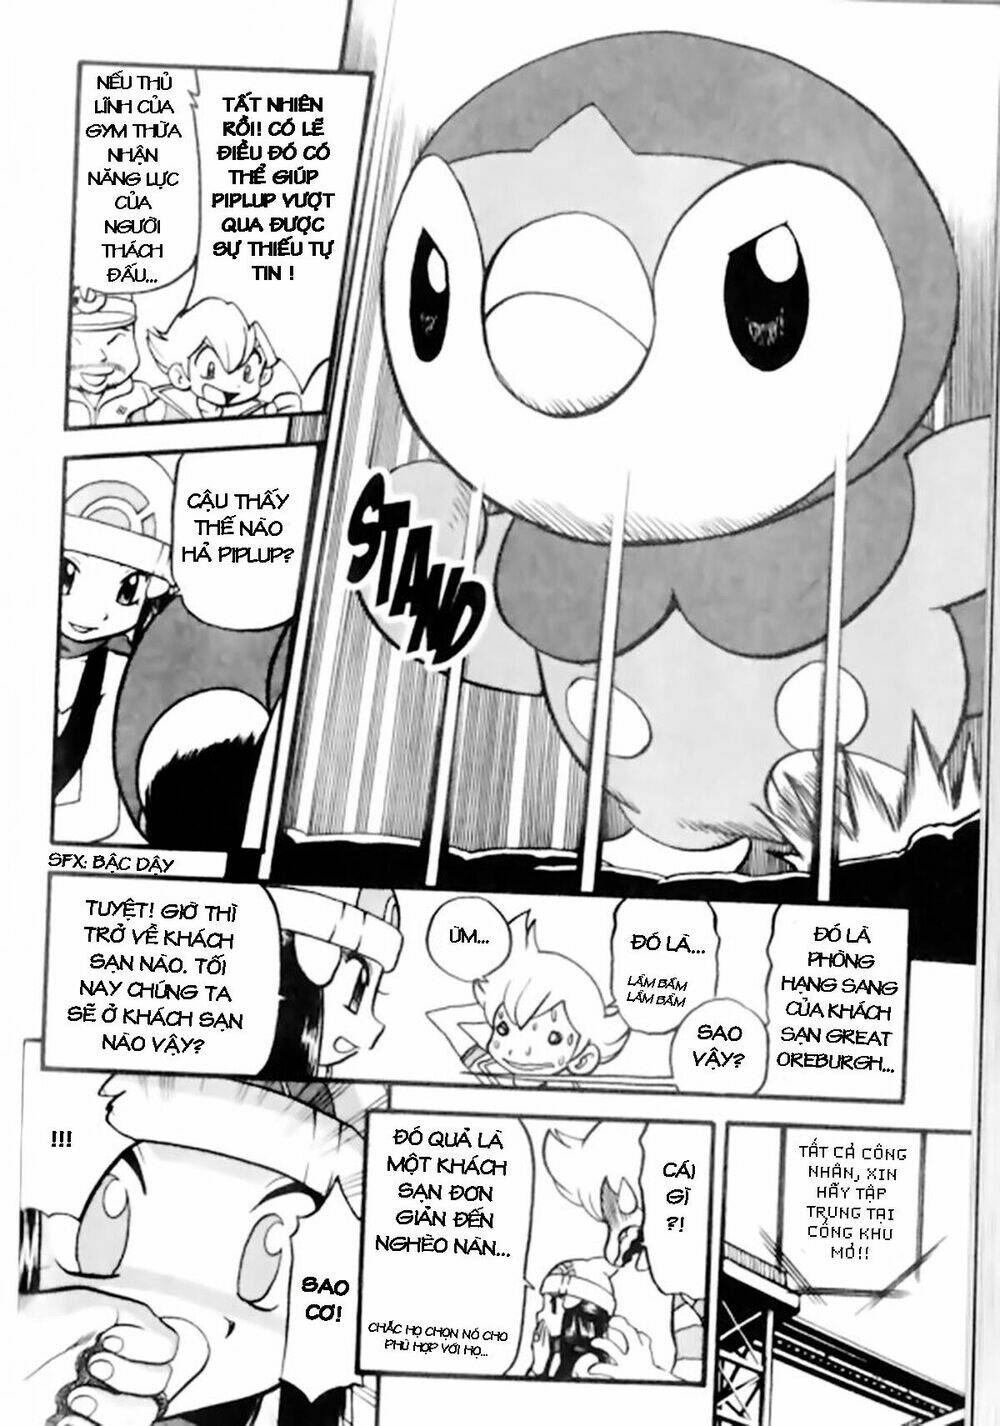 NẾU THỦ
LĨNH CỦA
GYM THỪA
NHẬN
NĂNG LỰC
CỦA
NGƯỜI
THÁCH
ĐẤU...
TẤT NHIÊN
RỒI! CÓ LẼ
ĐIỀU ĐÓ CÓ
THỂ GIÚP
PIPLUP VƯỢT
QUA ĐƯỢC
SỰ THIẾU TỰ
TIN !
CẬU THẤY
THẾ NÀO
HẢ PIPLUP?
STAND
SFX: BẬC DẬY
TUYỆT! GIỜ THÌ
TRỞ VỀ KHÁCH
SẠN NÀO. TỐI
NAY CHÚNG TA
SẼ Ở KHÁCH SẠN
NÀO VẬY?
ỪM...
ĐÓ LÀ...
LẦM BẦM
LẦM BẦM
SAO
VẬY?
ĐÓ LÀ
PHÒNG
HẠNG SANG
CỦA KHÁCH
SẠN GREAT
OREBURGH...
!!!
SAO
CƠ!
ĐÓ QUẢ LÀ
MỘT KHÁCH
SẠN ĐƠN
GIẢN ĐẾN
NGHÈO NÀN...
CHẮC HỌ CHỌN NÓ CHO
PHÙ HỢP VỚI HỌ...
CÁI
GÌ
?!
TẤT CẢ CÔNG
NHÂN, XIN
HÃY TẬP
TRUNG TẠI
CỔNG KHU
MỎ!!